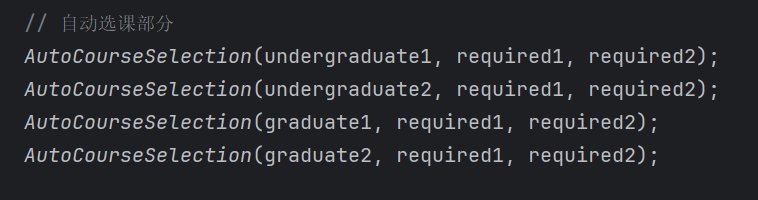 // 自动选课部分
AutoCourseSelection(undergraduate1, required1, required2);
AutoCourseSelection(undergraduate2, required1, required2);
AutoCourseSelection(graduate1, required1, required2);
AutoCourseSelection(graduate2, required1, required2);